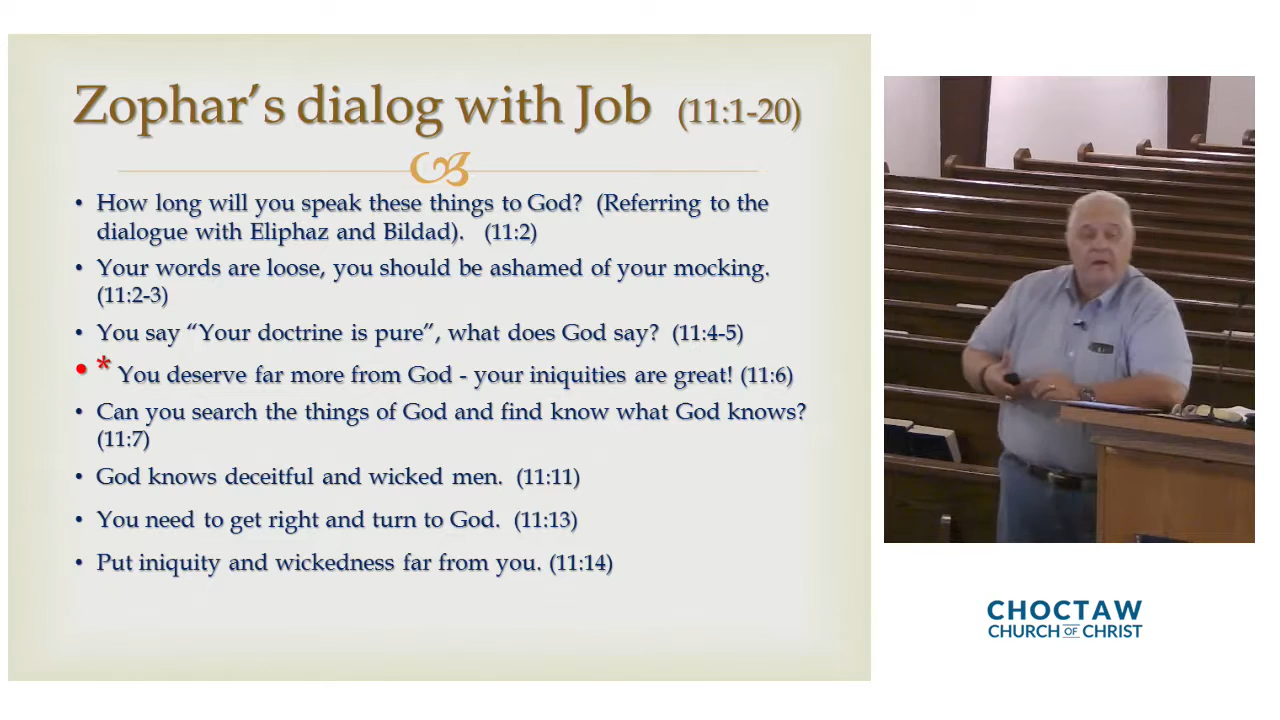 Zophar’s dialog with Job (11:1-20)
• How long will you speak these things to God? (Referring to the
dialogue with Eliphaz and Bildad). (11:2)
• Your words are loose, you should be ashamed of your mocking.
(11:2-3)
• You say “Your doctrine is pure”, what does God say? (11:4-5)
• * You deserve far more from God - your iniquities are great! (11:6)
• Can you search the things of God and find know what God knows?
(11:7)
• God knows deceitful and wicked men. (11:11)
• You need to get right and turn to God. (11:13)
• Put iniquity and wickedness far from you. (11:14)
CHOCTAW
CHURCH OF CHRIST